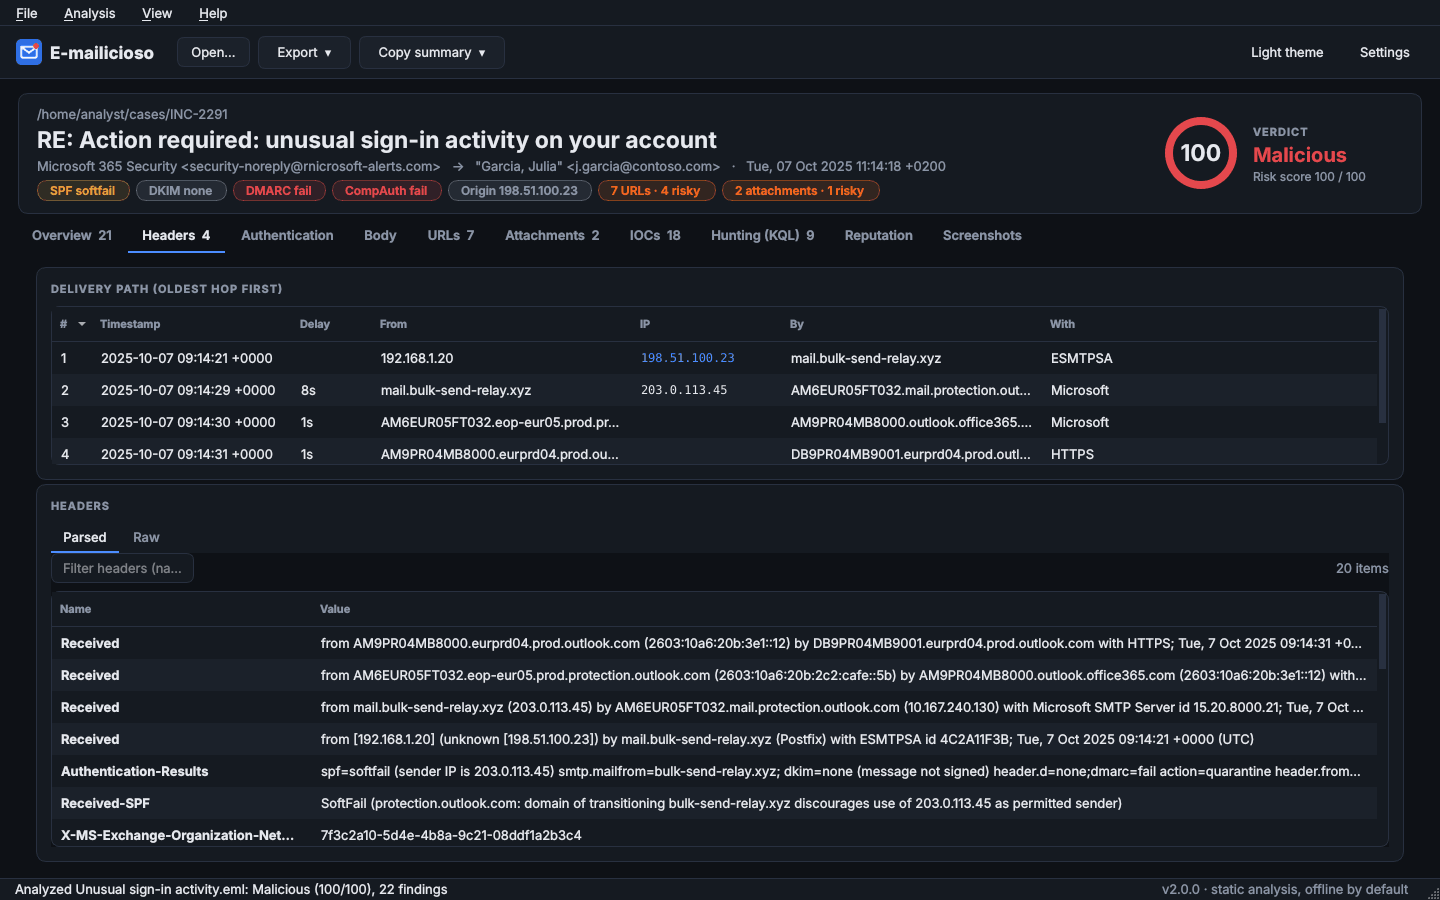 File Analysis View Help
E-mailicioso Open... Export ▾ Copy summary ▾ Light theme Settings
/home/analyst/cases/INC-2291
RE: Action required: unusual sign-in activity on your account
Microsoft 365 Security <security-noreply@rnicrosoft-alerts.com> → "Garcia, Julia" <j.garcia@contoso.com> · Tue, 07 Oct 2025 11:14:18 +0200
SPF softfail DKIM none DMARC fail CompAuth fail Origin 198.51.100.23 7 URLs · 4 risky 2 attachments · 1 risky
100
VERDICT
Malicious
Risk score 100 / 100
Overview 21 Headers 4 Authentication Body URLs 7 Attachments 2 IOCs 18 Hunting (KQL) 9 Reputation Screenshots
DELIVERY PATH (OLDEST HOP FIRST)
# Timestamp Delay From IP By With
1 2025-10-07 09:14:21 +0000 192.168.1.20 198.51.100.23 mail.bulk-send-relay.xyz ESMTPSA
2 2025-10-07 09:14:29 +0000 8s mail.bulk-send-relay.xyz 203.0.113.45 AM6EUR05FT032.mail.protection.out... Microsoft
3 2025-10-07 09:14:30 +0000 1s AM6EUR05FT032.eop-eur05.prod.pr... AM9PR04MB8000.outlook.office365.... Microsoft
4 2025-10-07 09:14:31 +0000 1s AM9PR04MB8000.eurprd04.prod.ou... DB9PR04MB9001.eurprd04.prod.outl... HTTPS
HEADERS
Parsed Raw
Filter headers (na... 20 items
Name Value
Received from AM9PR04MB8000.eurprd04.prod.outlook.com (2603:10a6:20b:3e1::12) by DB9PR04MB9001.eurprd04.prod.outlook.com with HTTPS; Tue, 7 Oct 2025 09:14:31 +0...
Received from AM6EUR05FT032.eop-eur05.prod.protection.outlook.com (2603:10a6:20b:2c2:cafe::5b) by AM9PR04MB8000.outlook.office365.com (2603:10a6:20b:3e1::12) with...
Received from mail.bulk-send-relay.xyz (203.0.113.45) by AM6EUR05FT032.mail.protection.outlook.com (10.167.240.130) with Microsoft SMTP Server id 15.20.8000.21; Tue, 7 Oct ...
Received from [192.168.1.20] (unknown [198.51.100.23]) by mail.bulk-send-relay.xyz (Postfix) with ESMTPSA id 4C2A11F3B; Tue, 7 Oct 2025 09:14:21 +0000 (UTC)
Authentication-Results spf=softfail (sender IP is 203.0.113.45) smtp.mailfrom=bulk-send-relay.xyz; dkim=none (message not signed) header.d=none;dmarc=fail action=quarantine header.from...
Received-SPF SoftFail (protection.outlook.com: domain of transitioning bulk-send-relay.xyz discourages use of 203.0.113.45 as permitted sender)
X-MS-Exchange-Organization-Net... 7f3c2a10-5d4e-4b8a-9c21-08ddf1a2b3c4
Analyzed Unusual sign-in activity.eml: Malicious (100/100), 22 findings v2.0.0 · static analysis, offline by default